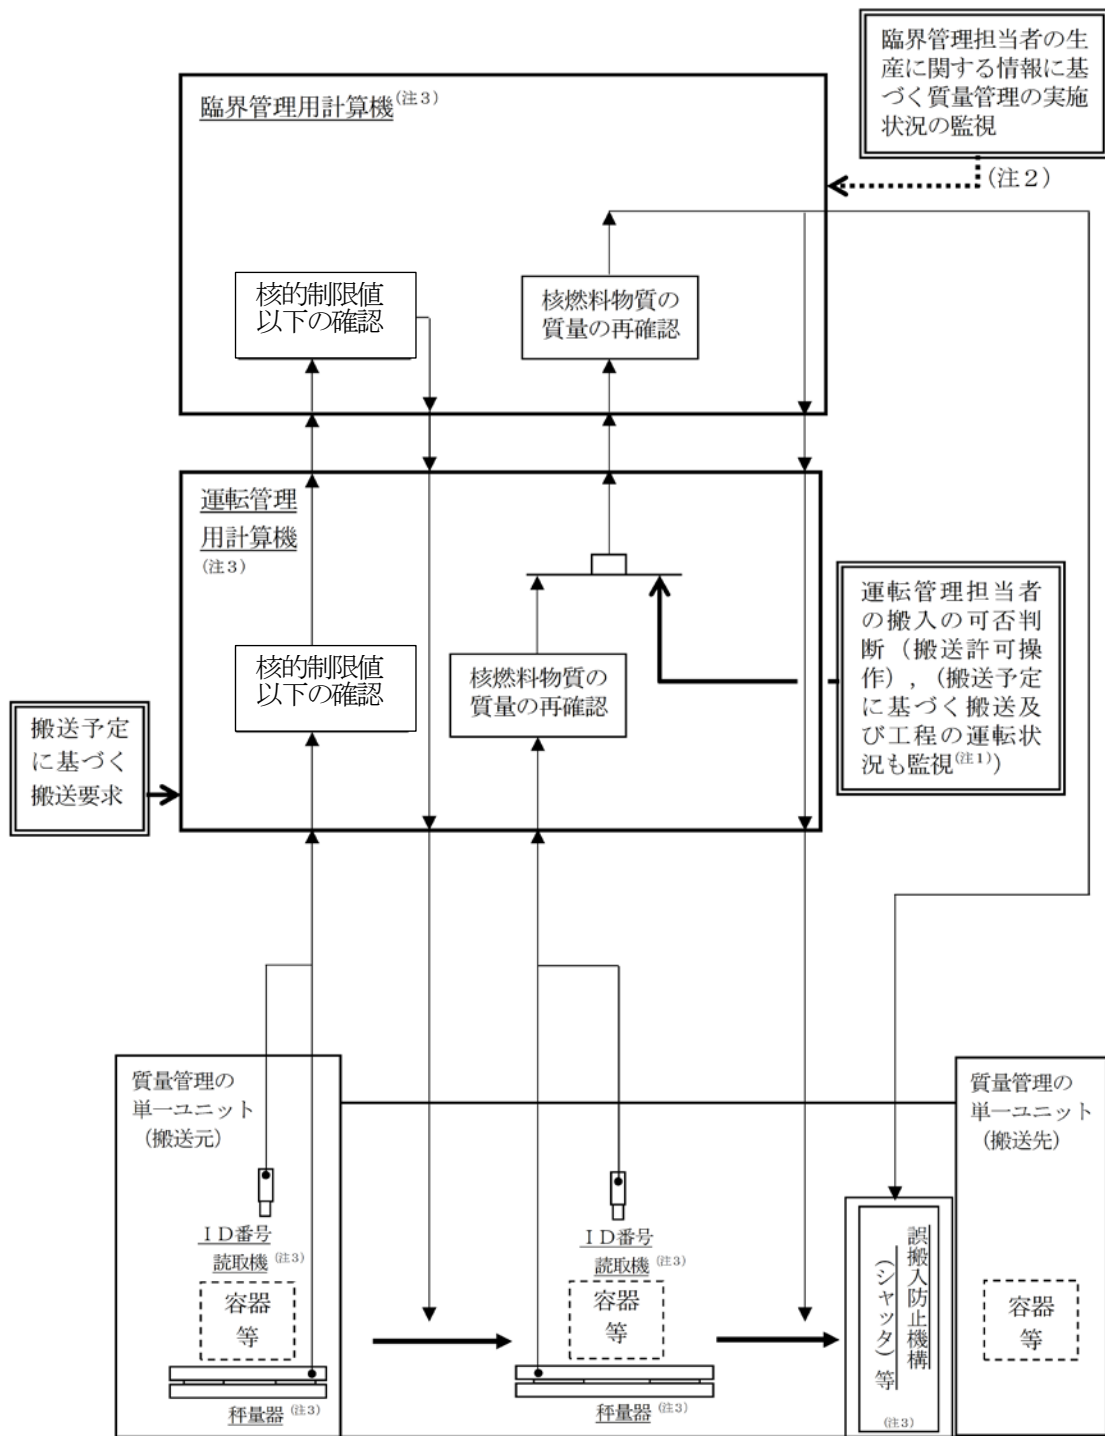 臨界管理担当者の生
産に関する情報に基
づく質量管理の実施
状況の監視
(注2)
臨界管理用計算機(注3)
核的制限値
以下の確認
核燃料物質の
質量の再確認
運転管理
用計算機
(注3)
核的制限値
以下の確認
核燃料物質の
質量の再確認
運転管理担当者
の搬入の可否判
断（搬送許可操
作），（搬送予定
に基づく搬送及
び工程の運転状
況も監視(注1)）
搬送予定
に基づく
搬送要求
質量管理の
単一ユニット
（搬送元）
ＩＤ番号
読取機(注3)
容器
等
秤量器(注3)
ＩＤ番号
読取機(注3)
容器
等
秤量器(注3)
誤搬入防止機構
（シャッタ）等
(注3)
質量管理の
単一ユニット
（搬送先）
容器
等